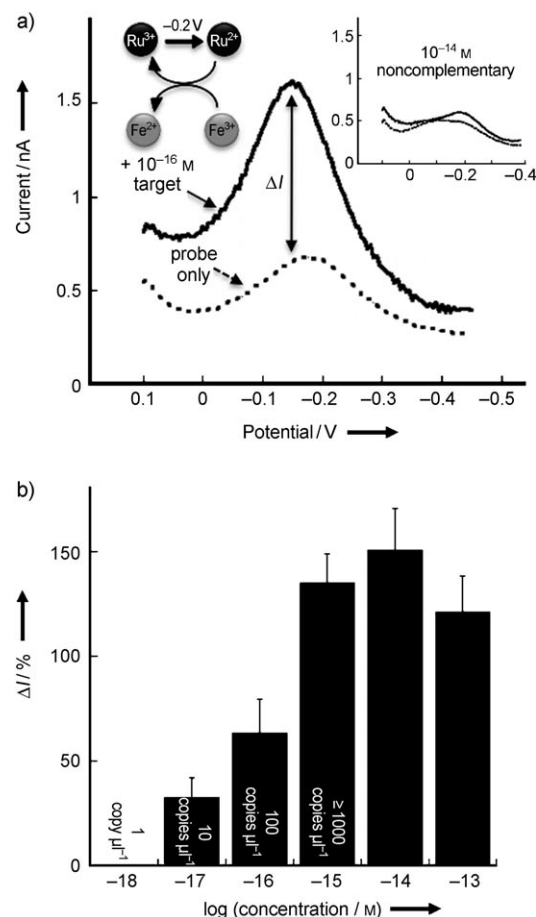 a)
Ru3+ −0.2 V Ru2+
Fe2+ Fe3+
+ 10−16 M
target
probe
only
ΔI
10−14 M
noncomplementary
1.5
1
0.5
0
0 −0.2 −0.4
Current / nA
1.5
1
0.5
0
0.1 0 −0.1 −0.2 −0.3 −0.4 −0.5
Potential / V
b)
ΔI / %
150
100
50
0
1
copy µl−1
10
copies µl−1
100
copies µl−1
≥ 1000
copies µl−1
−18 −17 −16 −15 −14 −13
log (concentration / M)